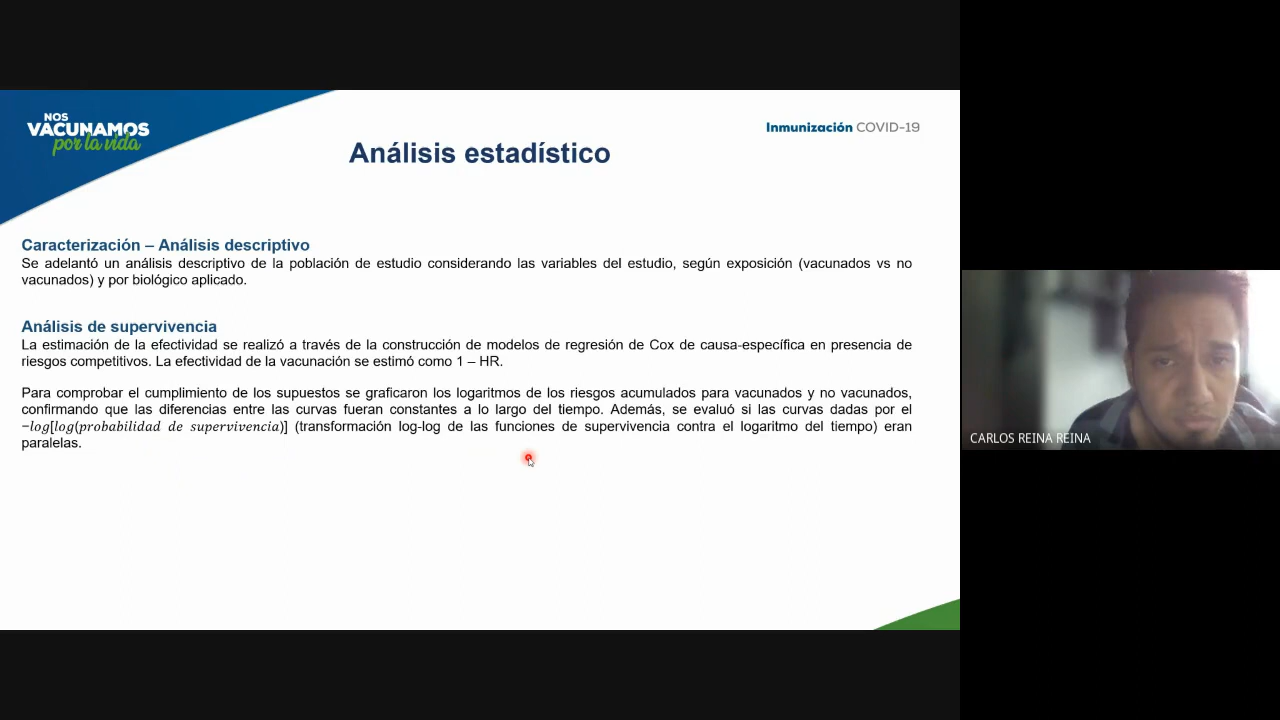 NOS
VACUNAMOS
por la vida
Inmunización COVID-19
Análisis estadístico
Caracterización – Análisis descriptivo
Se adelantó un análisis descriptivo de la población de estudio considerando las variables del estudio, según exposición (vacunados vs no
vacunados) y por biológico aplicado.
Análisis de supervivencia
La estimación de la efectividad se realizó a través de la construcción de modelos de regresión de Cox de causa-específica en presencia de
riesgos competitivos. La efectividad de la vacunación se estimó como 1 – HR.
Para comprobar el cumplimiento de los supuestos se graficaron los logaritmos de los riesgos acumulados para vacunados y no vacunados,
confirmando que las diferencias entre las curvas fueran constantes a lo largo del tiempo. Además, se evaluó si las curvas dadas por el
−log[log(probabilidad de supervivencia)] (transformación log-log de las funciones de supervivencia contra el logaritmo del tiempo) eran
paralelas.
CARLOS REINA REINA